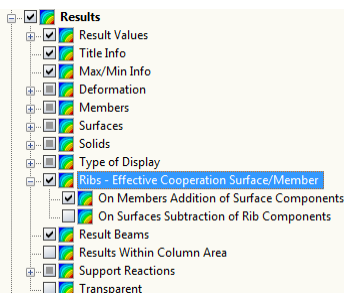 Results
Result Values
Title Info
Max/Min Info
Deformation
Members
Surfaces
Solids
Type of Display
Ribs - Effective Cooperation Surface/Member
On Members Addition of Surface Components
On Surfaces Subtraction of Rib Components
Result Beams
Results Within Column Area
Support Reactions
Transparent